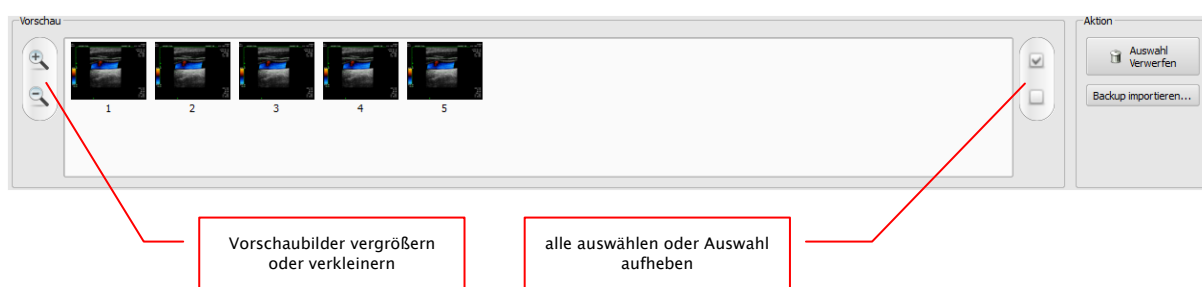 Vorschau
Aktion
Auswahl
Verwerfen
Backup importieren...
1 2 3 4 5
Vorschaubilder vergrößern
oder verkleinern
alle auswählen oder Auswahl
aufheben